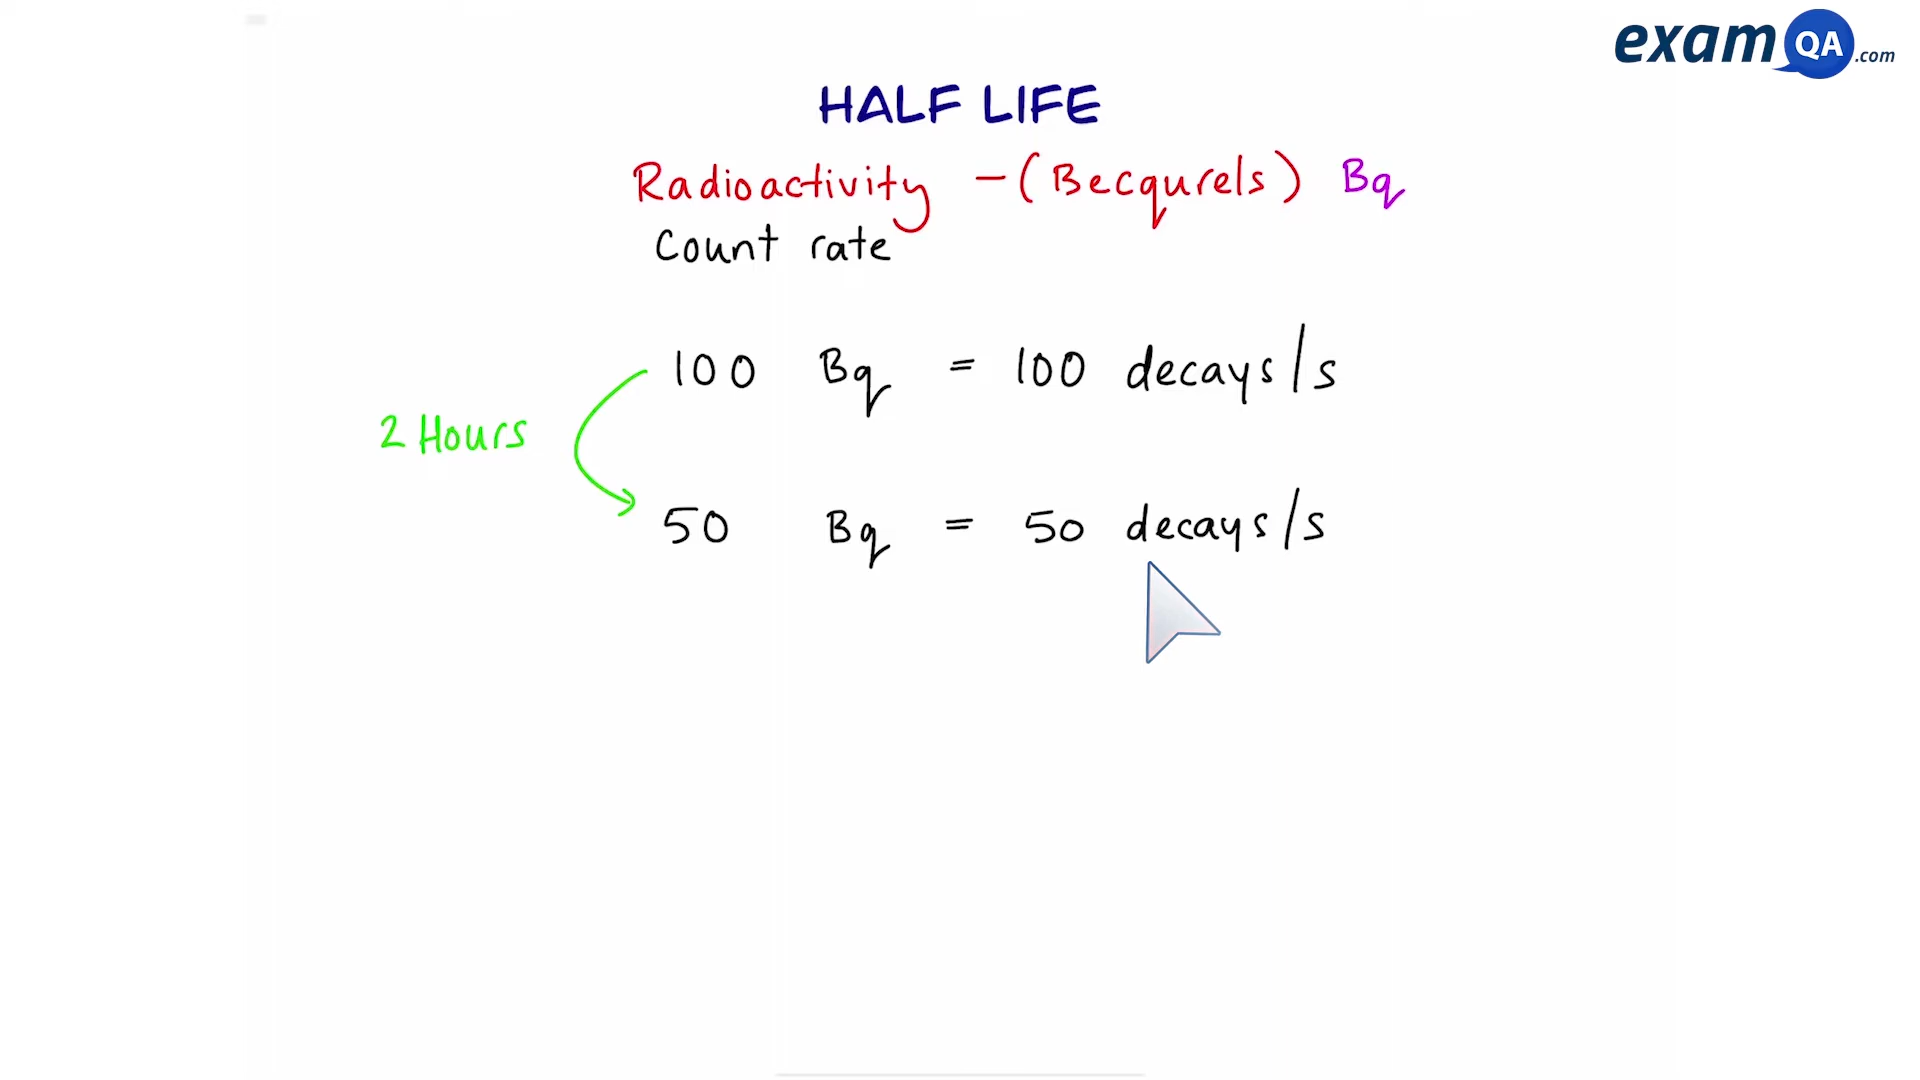 examQA.com
HALF LIFE
Radioactivity - (Becqurels) Bq
Count rate
100 Bq = 100 decays/s
2 Hours
50 Bq = 50 decays/s